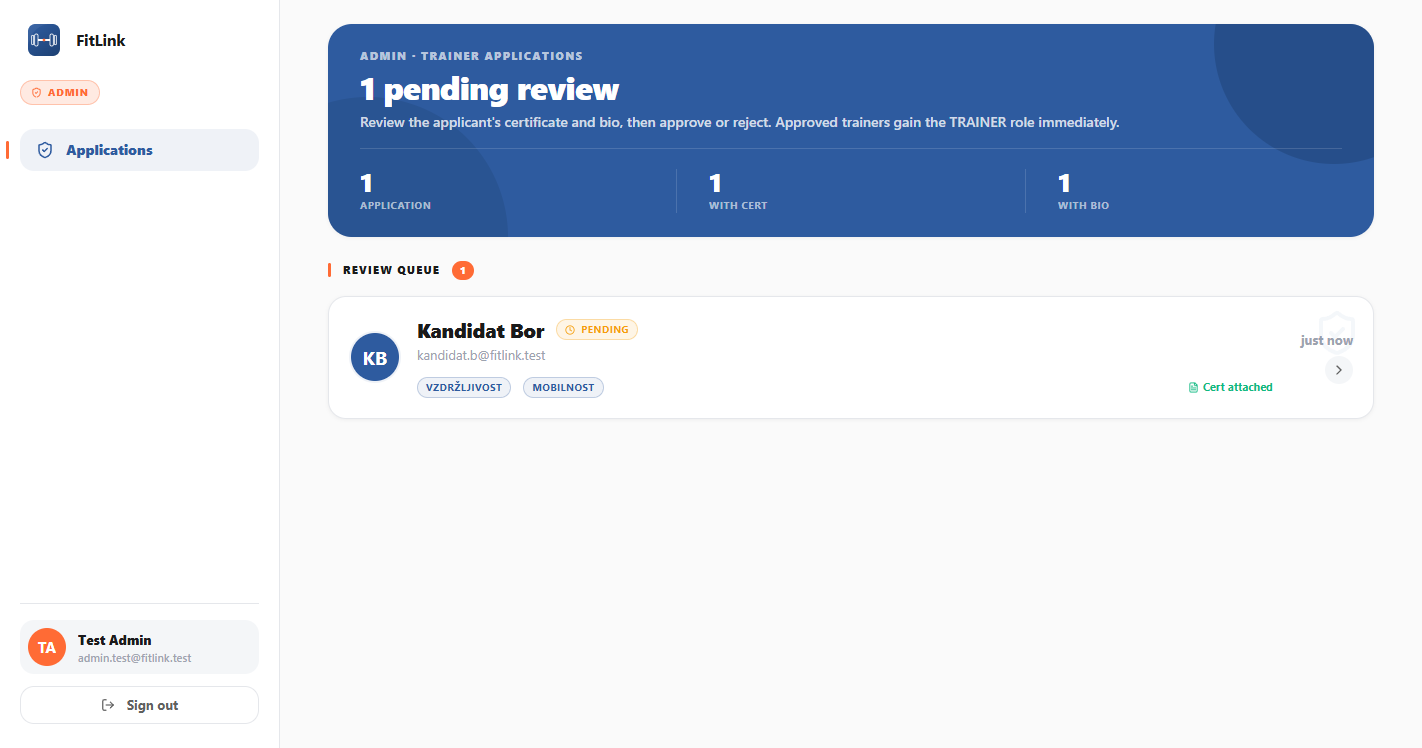 FitLink
ADMIN
Applications
ADMIN · TRAINER APPLICATIONS
1 pending review
Review the applicant's certificate and bio, then approve or reject. Approved trainers gain the TRAINER role immediately.
1
APPLICATION
1
WITH CERT
1
WITH BIO
REVIEW QUEUE 1
KB
Kandidat Bor
PENDING
kandidat.b@fitlink.test
VZDRŽLJIVOST
MOBILNOST
just now
Cert attached
TA
Test Admin
admin.test@fitlink.test
Sign out